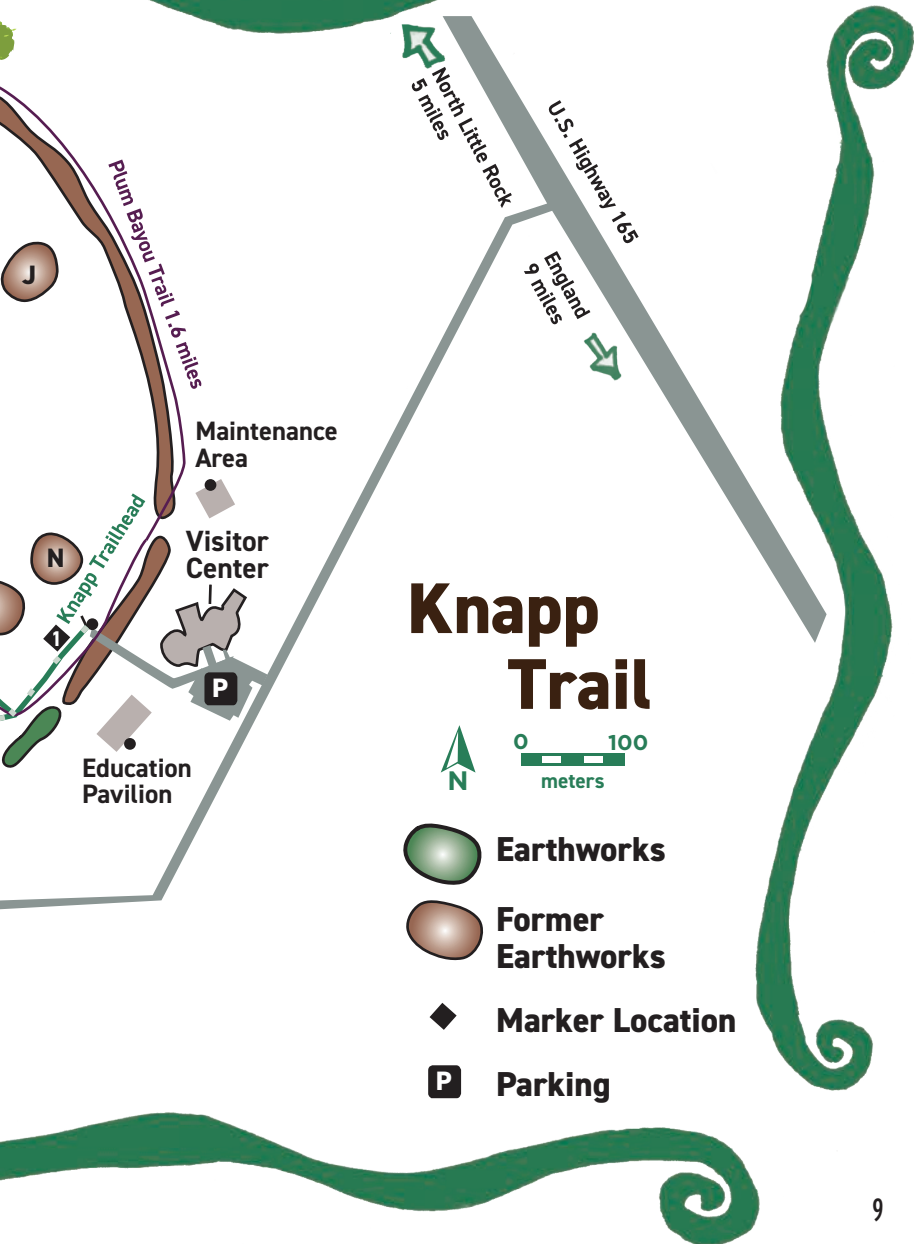 North Little Rock
5 miles
U.S. Highway 165
England
9 miles
Plum Bayou Trail 1.6 miles
J
Maintenance
Area
Knapp Trailhead
N
Visitor
Center
1
P
Education
Pavilion
Knapp
Trail
N
0 100
meters
Earthworks
Former
Earthworks
Marker Location
P Parking
9